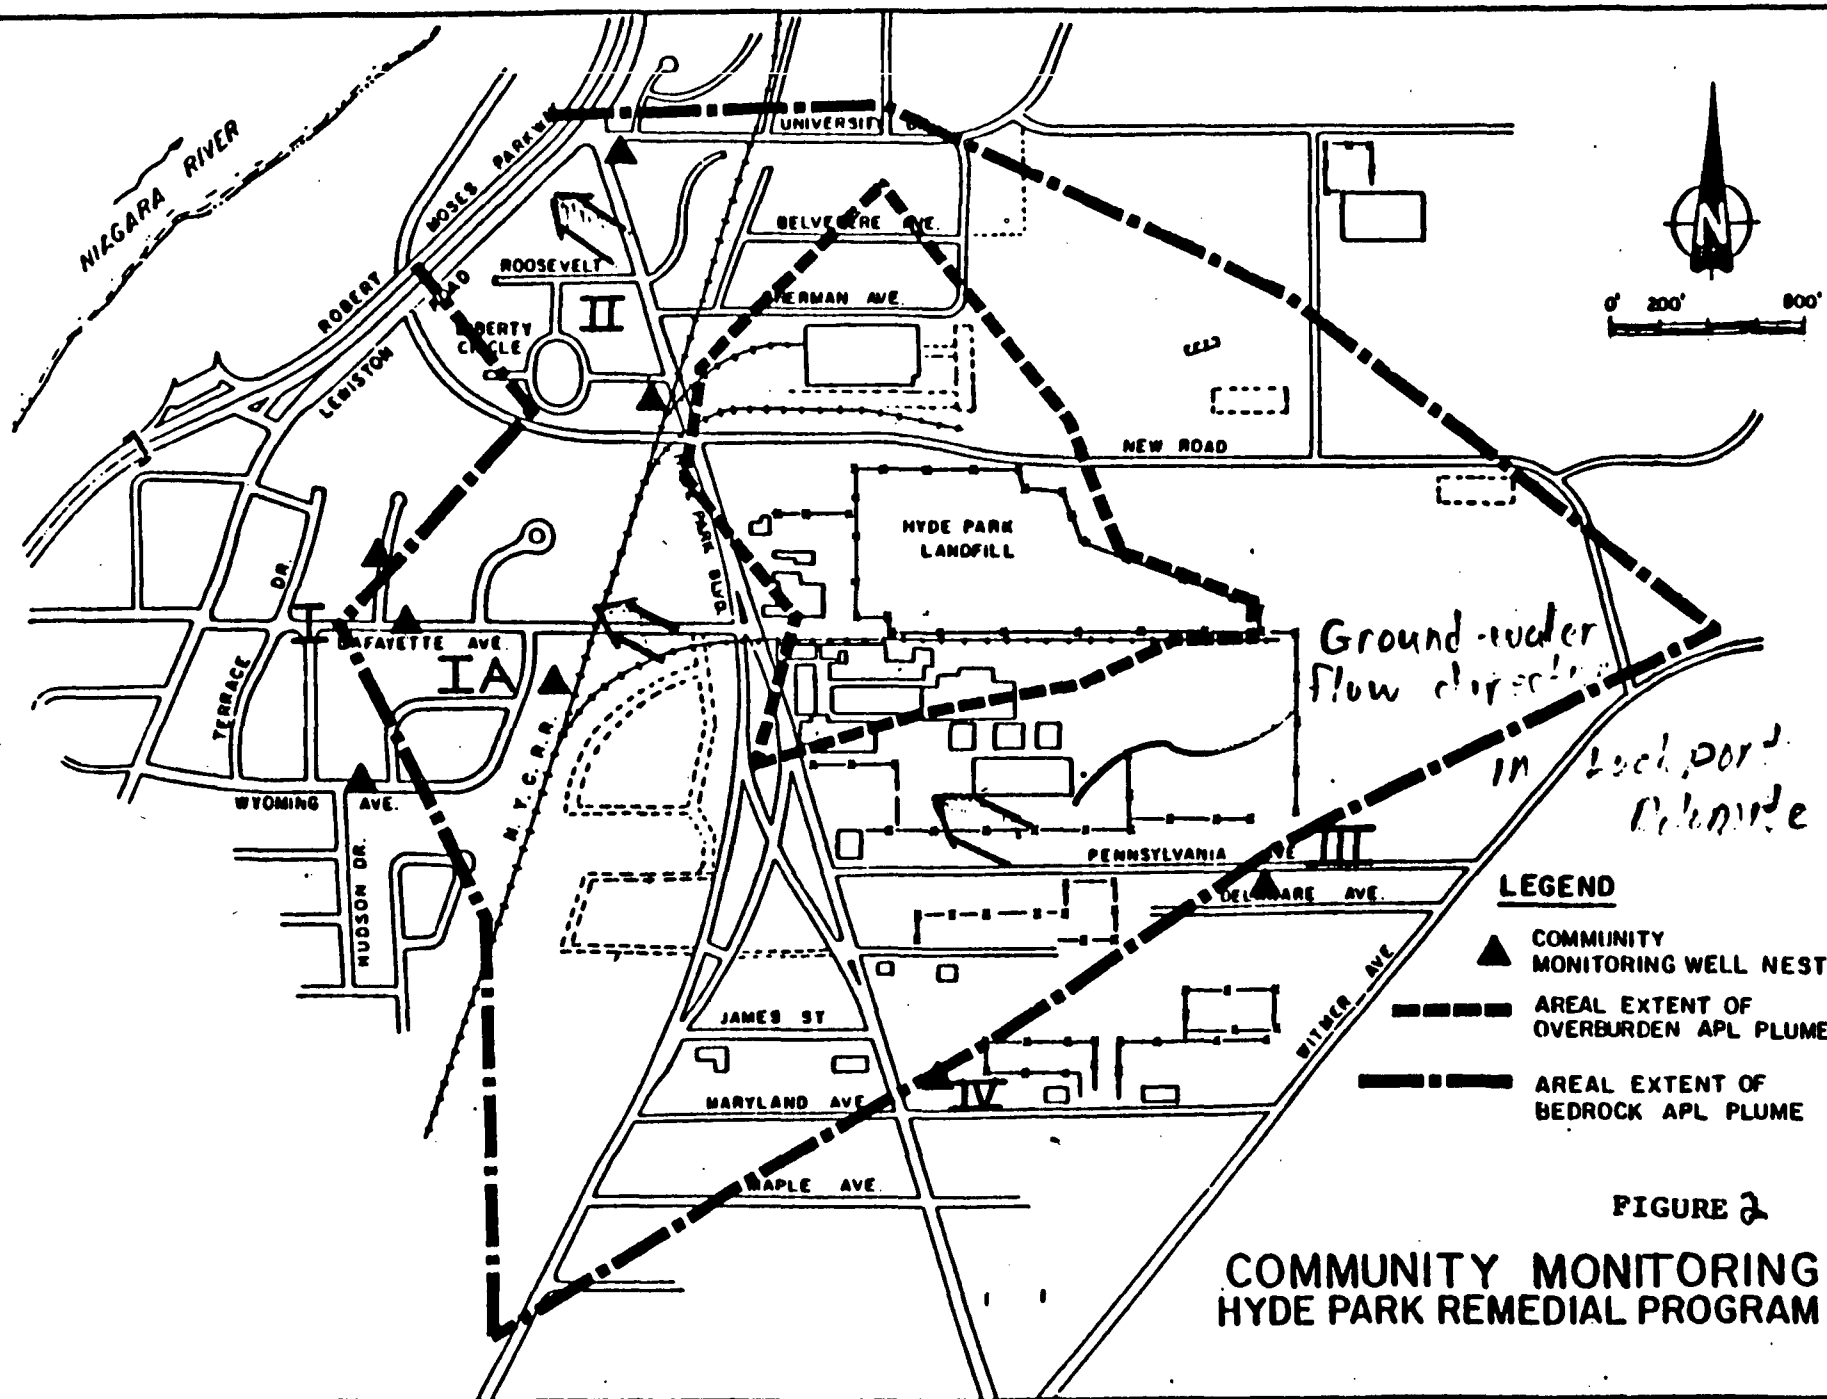 NIAGARA RIVER
ROBERT MOSES PARKWAY
LEWISTON ROAD
UNIVERSITY
BELVEDERE AVE.
ROOSEVELT
II
HERMAN AVE.
LIBERTY
CIRCLE
N
0' 200' 800'
NEW ROAD
HYDE PARK
LANDFILL
PARK BLVD.
TERRACE DR.
I
LAFAYETTE AVE.
IA
N.Y.C.R.R.
WYOMING AVE.
HUDSON DR.
Ground-water
flow direction
in Lockport
Dolomite
III
PENNSYLVANIA AVE
DELAWARE AVE.
WITMER AVE
JAMES ST
IV
MARYLAND AVE
MAPLE AVE.
LEGEND
COMMUNITY
MONITORING WELL NEST
AREAL EXTENT OF
OVERBURDEN APL PLUME
AREAL EXTENT OF
BEDROCK APL PLUME
FIGURE 2
COMMUNITY MONITORING
HYDE PARK REMEDIAL PROGRAM